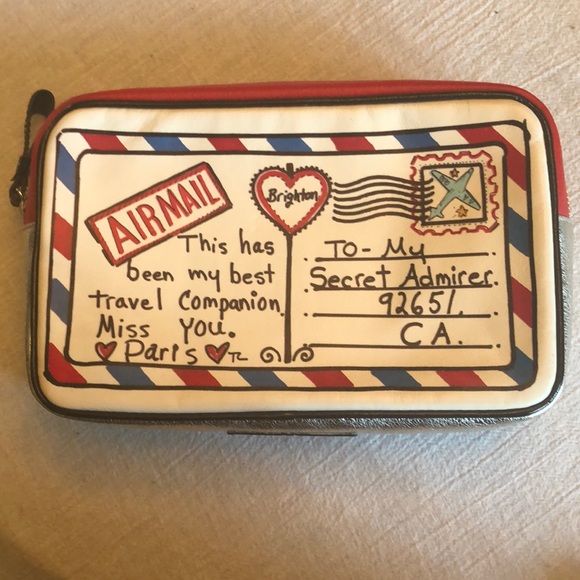 AIRMAIL
This has
been my best
travel Companion
Miss You.
Paris TL
Brighton
To- My
Secret Admirer.
92651.
CA.